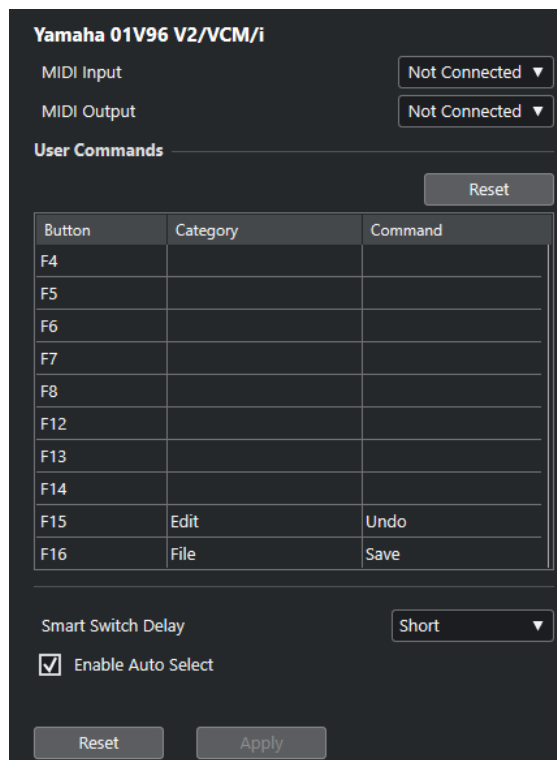 Yamaha 01V96 V2/VCM/i
MIDI Input Not Connected ▼
MIDI Output Not Connected ▼
User Commands
Reset
Button Category Command
F4
F5
F6
F7
F8
F12
F13
F14
F15 Edit Undo
F16 File Save
Smart Switch Delay Short ▼
Enable Auto Select
Reset Apply